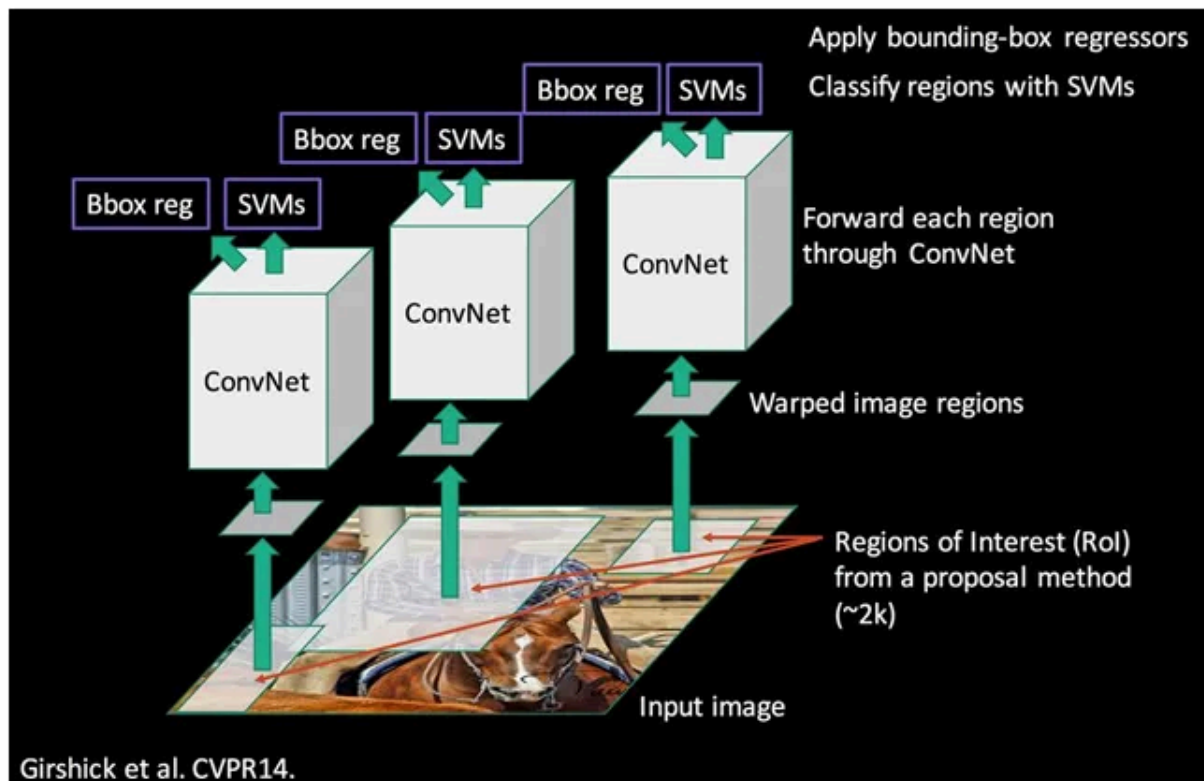 Apply bounding-box regressors
Bbox reg
SVMs
Classify regions with SVMs
Bbox reg
SVMs
Bbox reg
SVMs
Forward each region
through ConvNet
ConvNet
ConvNet
ConvNet
Warped image regions
Regions of Interest (RoI)
from a proposal method
(~2k)
Input image
Girshick et al. CVPR14.